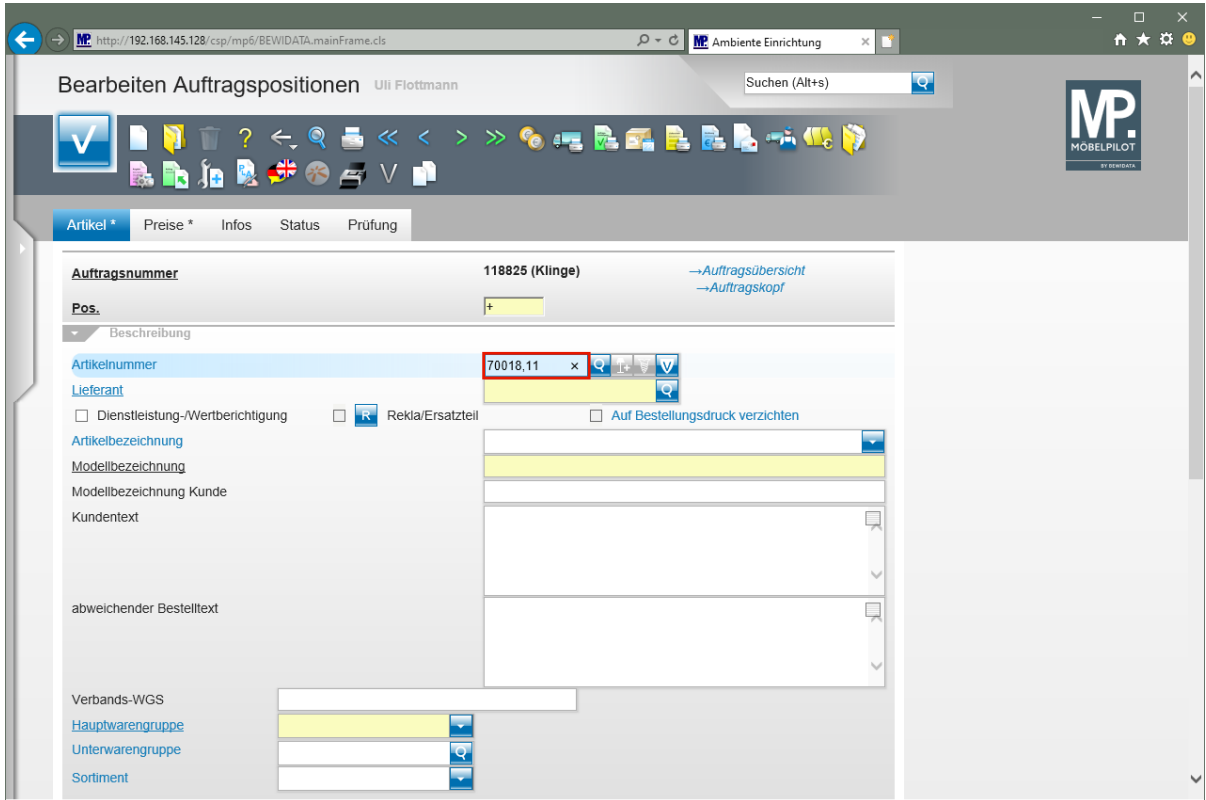 http://192.168.145.128/csp/mp6/BEWIDATA.mainFrame.cls
MP. Ambiente Einrichtung
Bearbeiten Auftragspositionen Uli Flottmann
Suchen (Alt+s)
MP.
MÖBELPILOT
BY BEWIDATA
Artikel * Preise * Infos Status Prüfung
Auftragsnummer 118825 (Klinge) →Auftragsübersicht
→Auftragskopf
Pos. +
Beschreibung
Artikelnummer 70018,11
Lieferant
Dienstleistung-/Wertberichtigung R Rekla/Ersatzteil Auf Bestellungsdruck verzichten
Artikelbezeichnung
Modellbezeichnung
Modellbezeichnung Kunde
Kundentext
abweichender Bestelltext
Verbands-WGS
Hauptwarengruppe
Unterwarengruppe
Sortiment